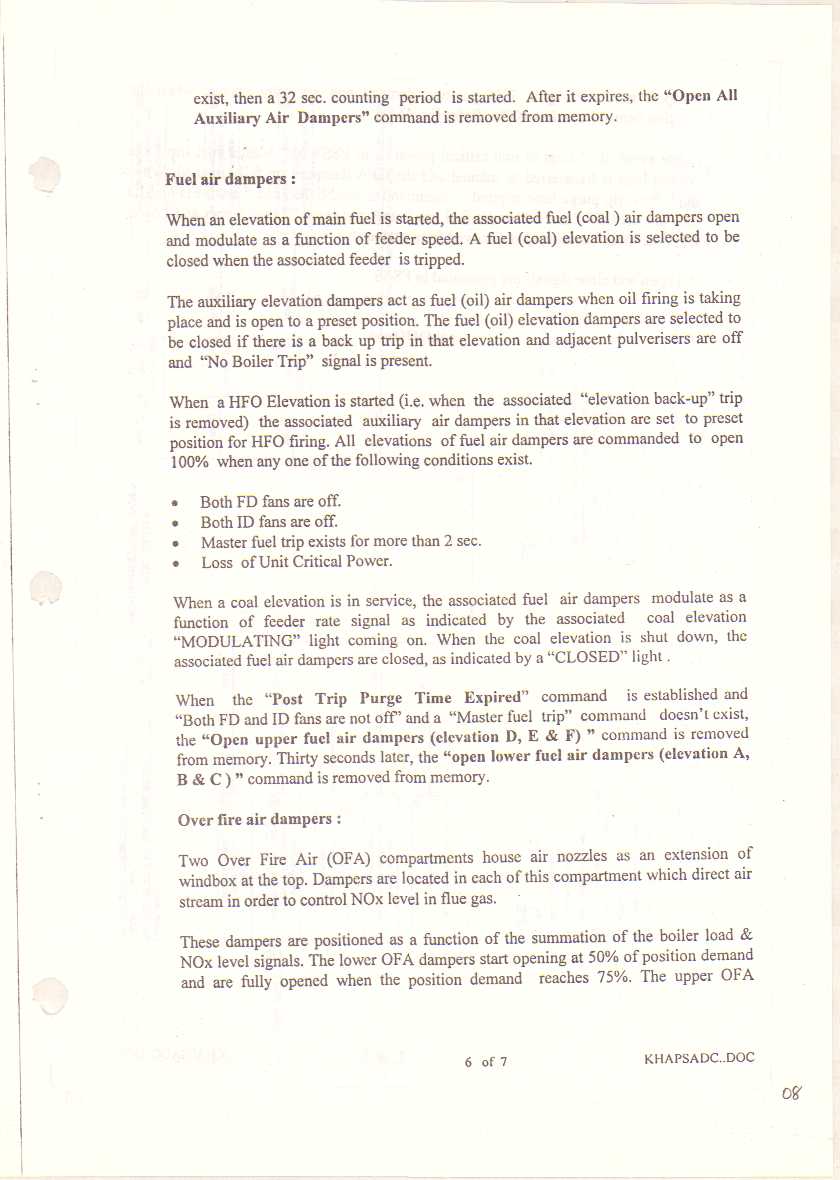 exist, then a 32 sec. counting period is started. After it expires, the “Open All
Auxiliary Air Dampers” command is removed from memory.
Fuel air dampers :
When an elevation of main fuel is started, the associated fuel (coal ) air dampers open
and modulate as a function of feeder speed. A fuel (coal) elevation is selected to be
closed when the associated feeder is tripped.
The auxiliary elevation dampers act as fuel (oil) air dampers when oil firing is taking
place and is open to a preset position. The fuel (oil) elevation dampers are selected to
be closed if there is a back up trip in that elevation and adjacent pulverisers are off
and “No Boiler Trip” signal is present.
When a HFO Elevation is started (i.e. when the associated “elevation back-up” trip
is removed) the associated auxiliary air dampers in that elevation are set to preset
position for HFO firing. All elevations of fuel air dampers are commanded to open
100% when any one of the following conditions exist.
• Both FD fans are off.
• Both ID fans are off.
• Master fuel trip exists for more than 2 sec.
• Loss of Unit Critical Power.
When a coal elevation is in service, the associated fuel air dampers modulate as a
function of feeder rate signal as indicated by the associated coal elevation
“MODULATING” light coming on. When the coal elevation is shut down, the
associated fuel air dampers are closed, as indicated by a “CLOSED” light .
When the “Post Trip Purge Time Expired” command is established and
“Both FD and ID fans are not off” and a “Master fuel trip” command doesn't exist,
the “Open upper fuel air dampers (elevation D, E & F) ” command is removed
from memory. Thirty seconds later, the “open lower fuel air dampers (elevation A,
B & C ) ” command is removed from memory.
Over fire air dampers :
Two Over Fire Air (OFA) compartments house air nozzles as an extension of
windbox at the top. Dampers are located in each of this compartment which direct air
stream in order to control NOx level in flue gas.
These dampers are positioned as a function of the summation of the boiler load &
NOx level signals. The lower OFA dampers start opening at 50% of position demand
and are fully opened when the position demand reaches 75%. The upper OFA
6 of 7
KHAPSADC..DOC
08